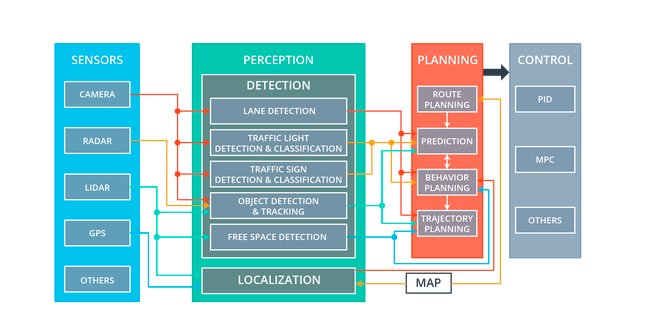 SENSORS
CAMERA
RADAR
LIDAR
GPS
OTHERS
PERCEPTION
DETECTION
LANE DETECTION
TRAFFIC LIGHT
DETECTION & CLASSIFICATION
TRAFFIC SIGN
DETECTION & CLASSIFICATION
OBJECT DETECTION
& TRACKING
FREE SPACE DETECTION
LOCALIZATION
PLANNING
ROUTE
PLANNING
PREDICTION
BEHAVIOR
PLANNING
TRAJECTORY
PLANNING
MAP
CONTROL
PID
MPC
OTHERS